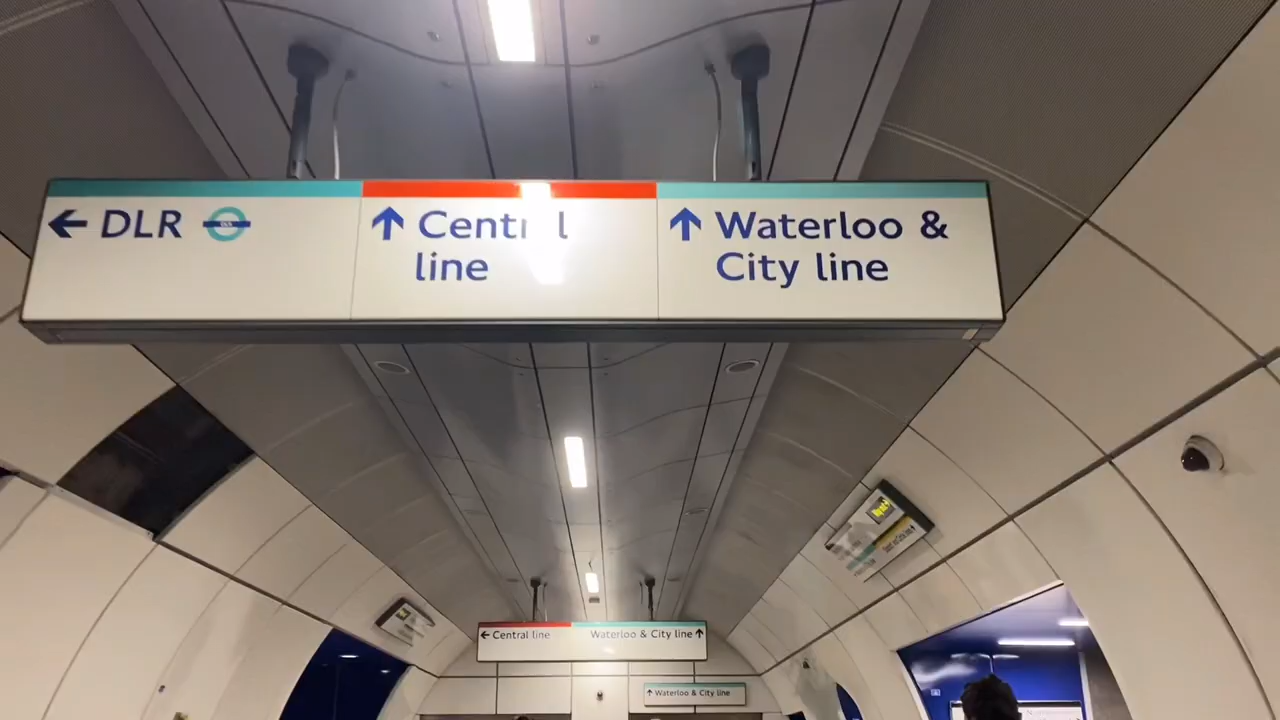 ← DLR
↑ Central
line
↑ Waterloo &
City line
← Central line
Waterloo & City line ↑
↑ Waterloo & City line